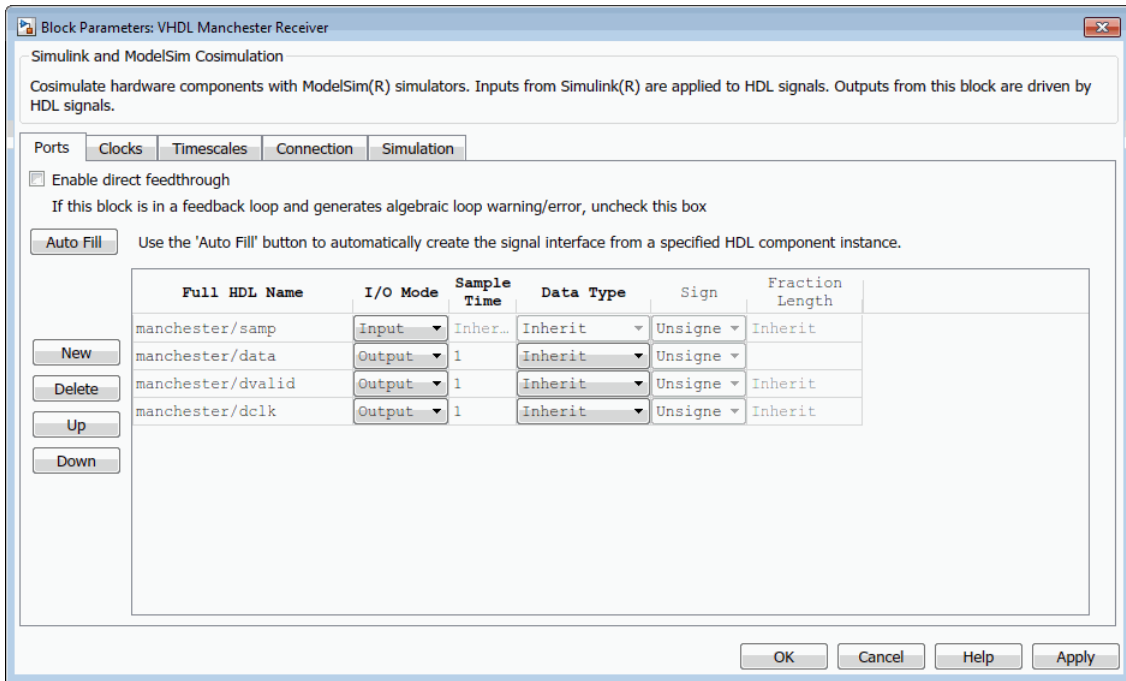 Block Parameters: VHDL Manchester Receiver
Simulink and ModelSim Cosimulation
Cosimulate hardware components with ModelSim(R) simulators. Inputs from Simulink(R) are applied to HDL signals. Outputs from this block are driven by
HDL signals.
Ports Clocks Timescales Connection Simulation
Enable direct feedthrough
If this block is in a feedback loop and generates algebraic loop warning/error, uncheck this box
Auto Fill Use the 'Auto Fill' button to automatically create the signal interface from a specified HDL component instance.
Full HDL Name I/O Mode Sample Time Data Type Sign Fraction Length
manchester/samp Input Inher... Inherit Unsigne Inherit
New manchester/data Output 1 Inherit Unsigne
Delete manchester/dvalid Output 1 Inherit Unsigne Inherit
Up manchester/dclk Output 1 Inherit Unsigne Inherit
Down
OK Cancel Help Apply